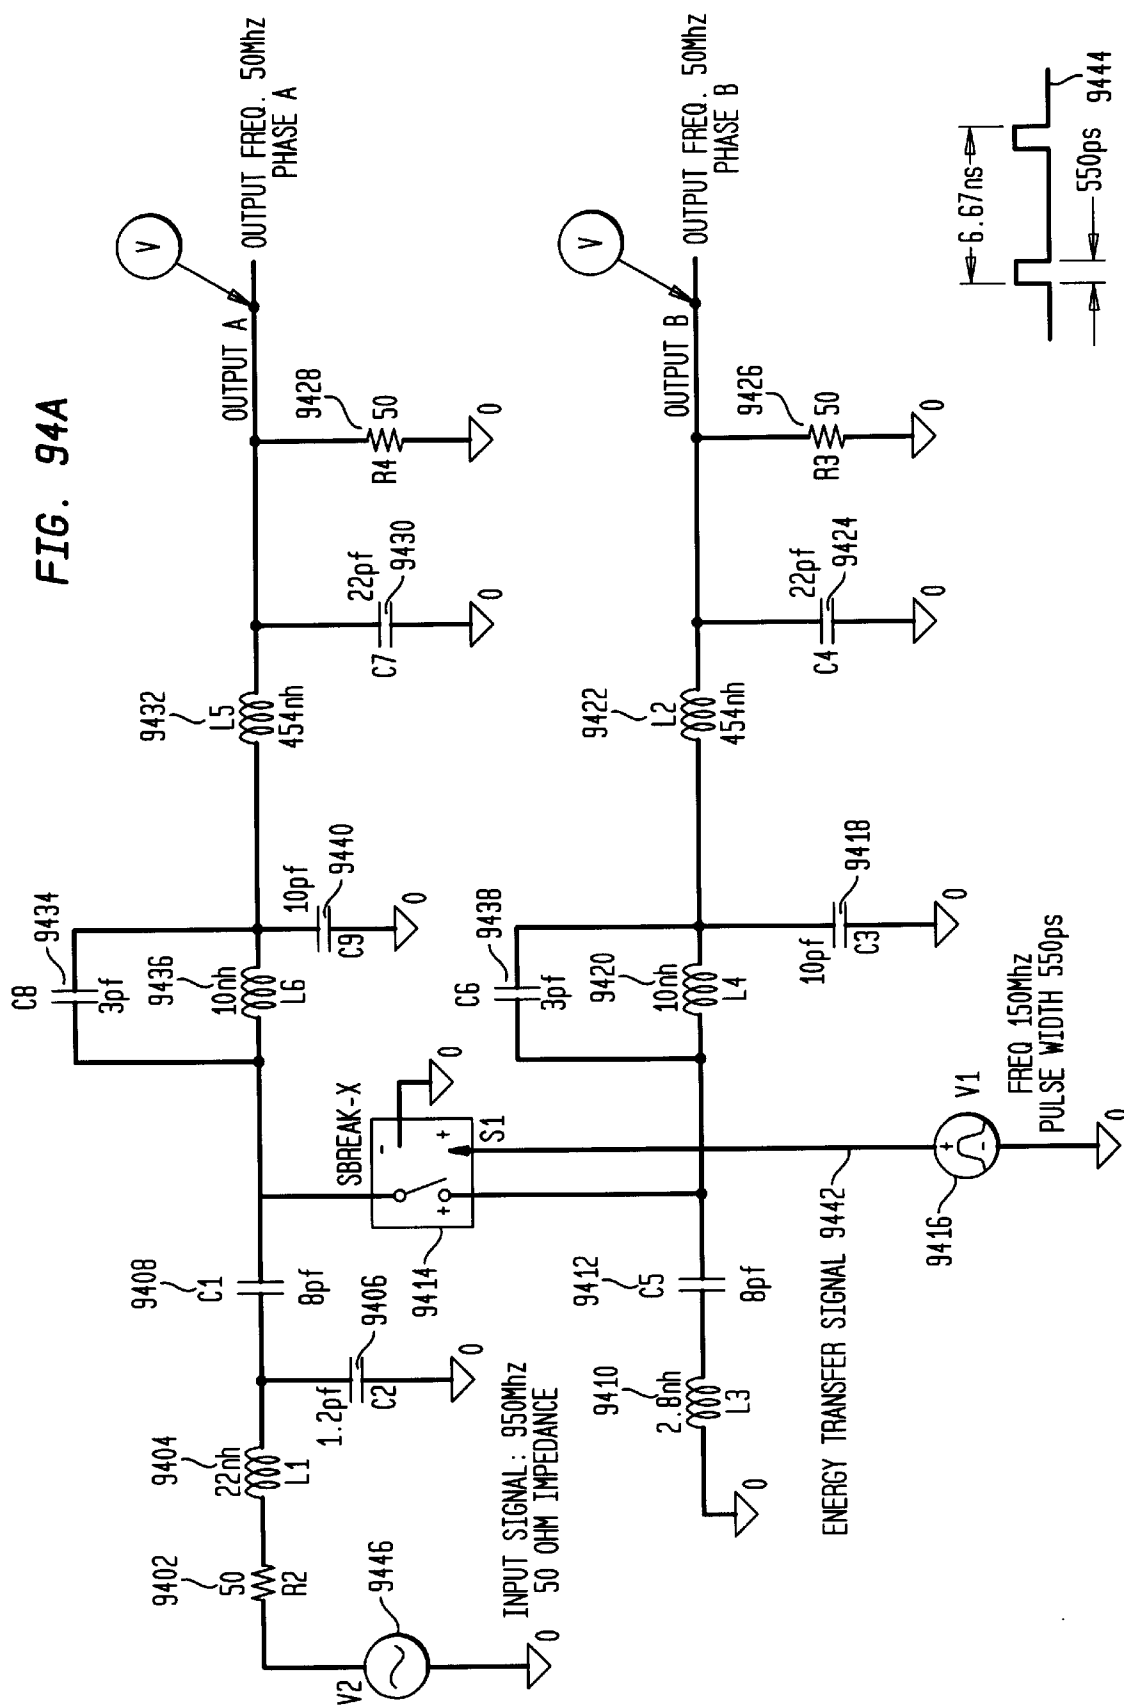 FIG. 94A
9402
50
R2
V2
9446
INPUT SIGNAL: 950Mhz
50 OHM IMPEDANCE
0
9404
22nh
L1
1.2pf
C2
9406
0
9408
C1
8pf
SBREAK-X
-
+
+
S1
9414
0
C8
3pf
9434
9436
10nh
L6
10pf
C9
9440
0
9432
L5
454nh
22pf
C7
9430
0
OUTPUT A
9428
50
R4
0
V
OUTPUT FREQ. 50Mhz
PHASE A
0
9410
2.8nh
L3
9412
C5
8pf
C6
3pf
9438
9420
10nh
L4
10pf
C3
9418
0
9422
L2
454nh
22pf
C4
9424
0
OUTPUT B
9426
50
R3
0
V
OUTPUT FREQ. 50Mhz
PHASE B
ENERGY TRANSFER SIGNAL 9442
9416
+
-
V1
FREQ 150Mhz
PULSE WIDTH 550ps
0
6.67ns
550ps
9444